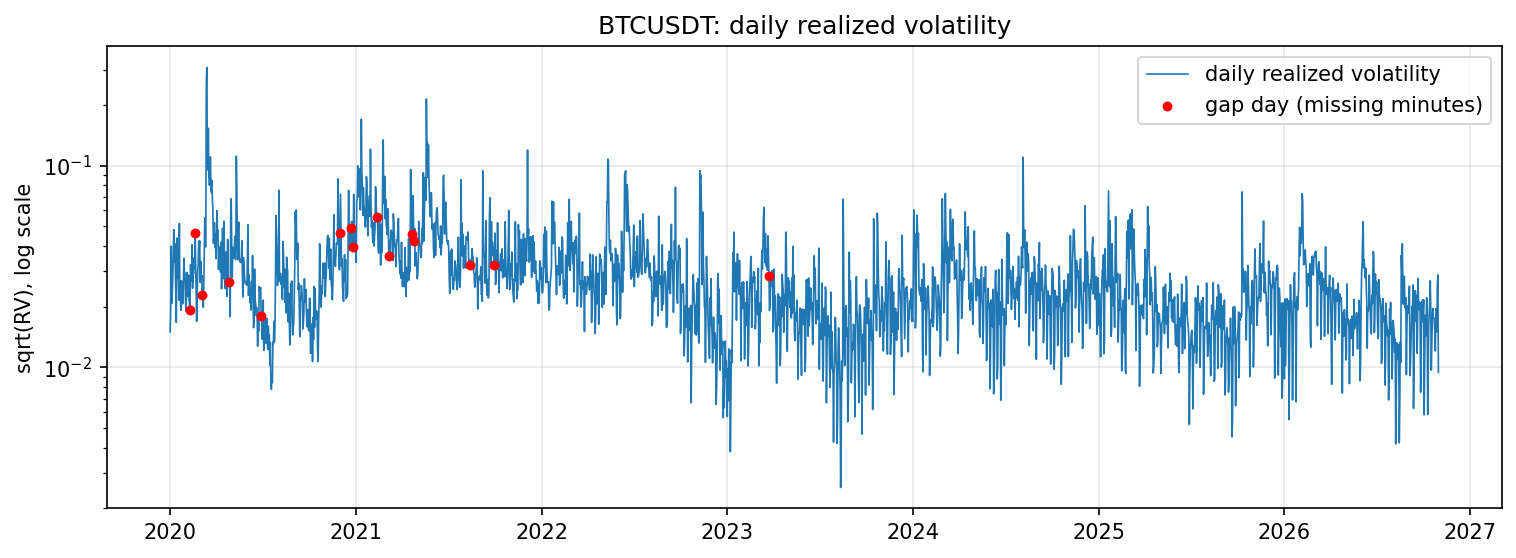 BTCUSDT: daily realized volatility
daily realized volatility
gap day (missing minutes)
sqrt(RV), log scale
10⁻¹
10⁻²
2020 2021 2022 2023 2024 2025 2026 2027